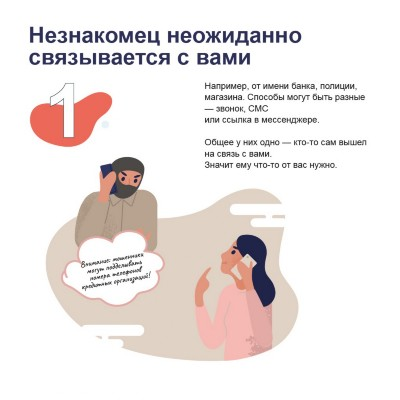 Незнакомец неожиданно
связывается с вами
1
Например, от имени банка, полиции,
магазина. Способы могут быть разные
— звонок, СМС
или ссылка в мессенджере.
Общее у них одно — кто-то сам вышел
на связь с вами.
Значит ему что-то от вас нужно.
Внимание: мошенники
могут подделывать
номера телефонов
кредитных организаций!